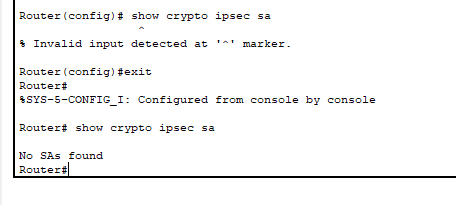 Router(config)# show crypto ipsec sa
^
% Invalid input detected at '^' marker.
Router(config)#exit
Router#
%SYS-5-CONFIG_I: Configured from console by console
Router# show crypto ipsec sa
No SAs found
Router#